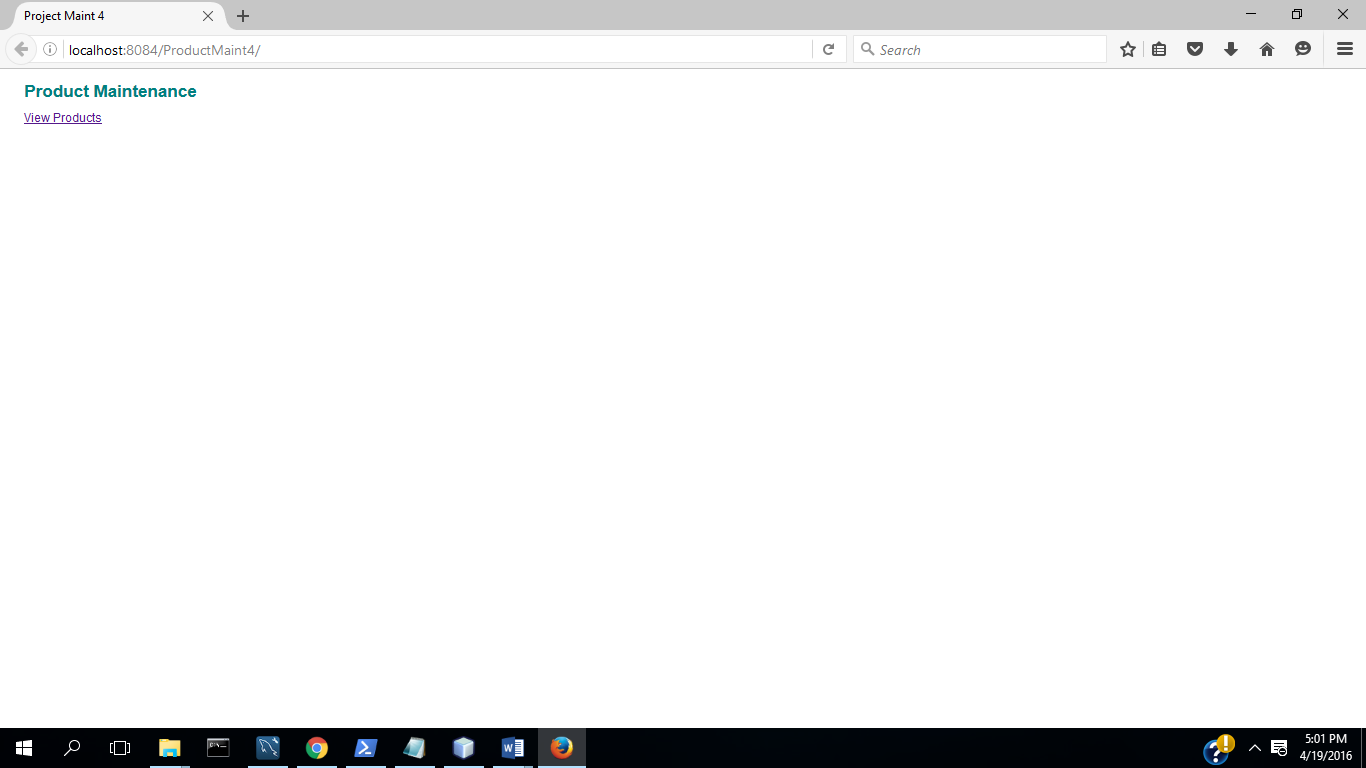 Project Maint 4
localhost:8084/ProductMaint4/
Search
Product Maintenance
View Products
5:01 PM
4/19/2016